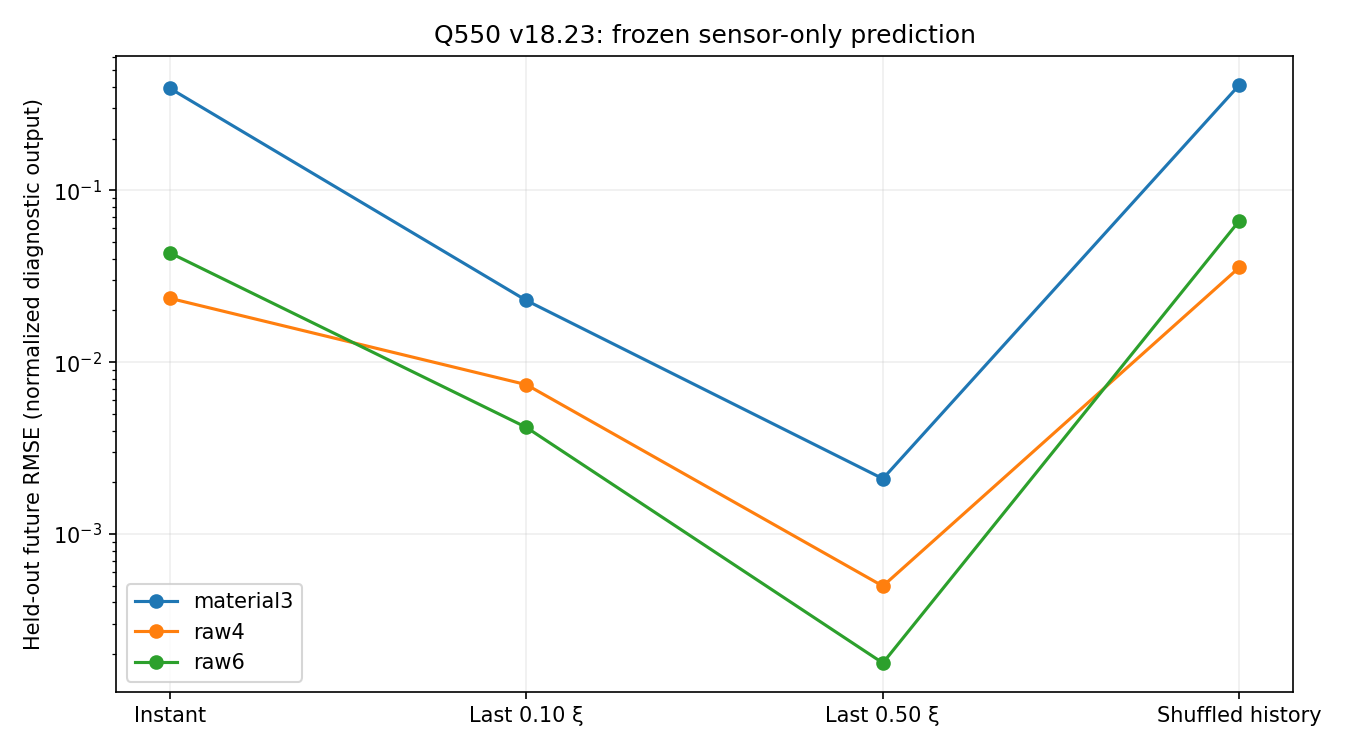 Q550 v18.23: frozen sensor-only prediction
Held-out future RMSE (normalized diagnostic output)
10⁻¹
10⁻²
10⁻³
material3
raw4
raw6
Instant
Last 0.10 ξ
Last 0.50 ξ
Shuffled history